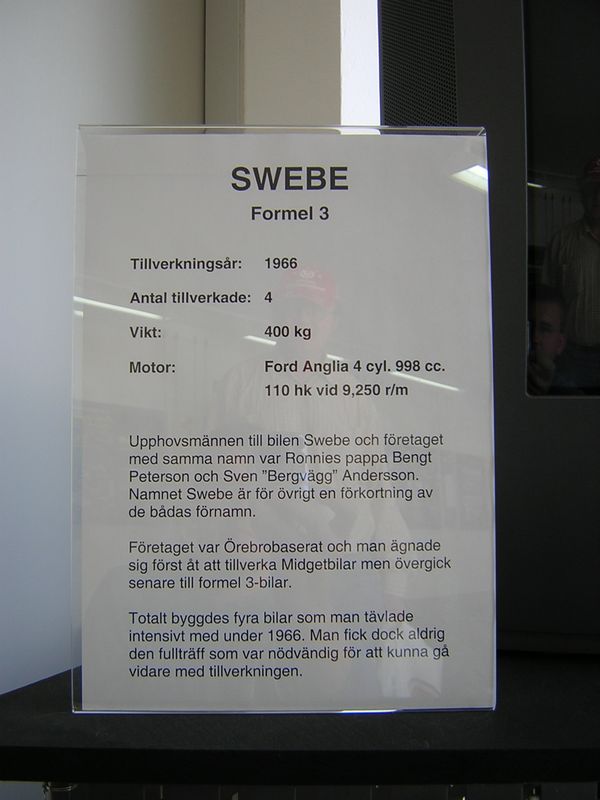 SWEBE
Formel 3
Tillverkningsår: 1966
Antal tillverkade: 4
Vikt: 400 kg
Motor: Ford Anglia 4 cyl. 998 cc.
110 hk vid 9,250 r/m
Upphovsmännen till bilen Swebe och företaget
med samma namn var Ronnies pappa Bengt
Peterson och Sven ”Bergvägg” Andersson.
Namnet Swebe är för övrigt en förkortning av
de bådas förnamn.
Företaget var Örebrobaserat och man ägnade
sig först åt att tillverka Midgetbilar men övergick
senare till formel 3-bilar.
Totalt byggdes fyra bilar som man tävlade
intensivt med under 1966. Man fick dock aldrig
den fullträff som var nödvändig för att kunna gå
vidare med tillverkningen.